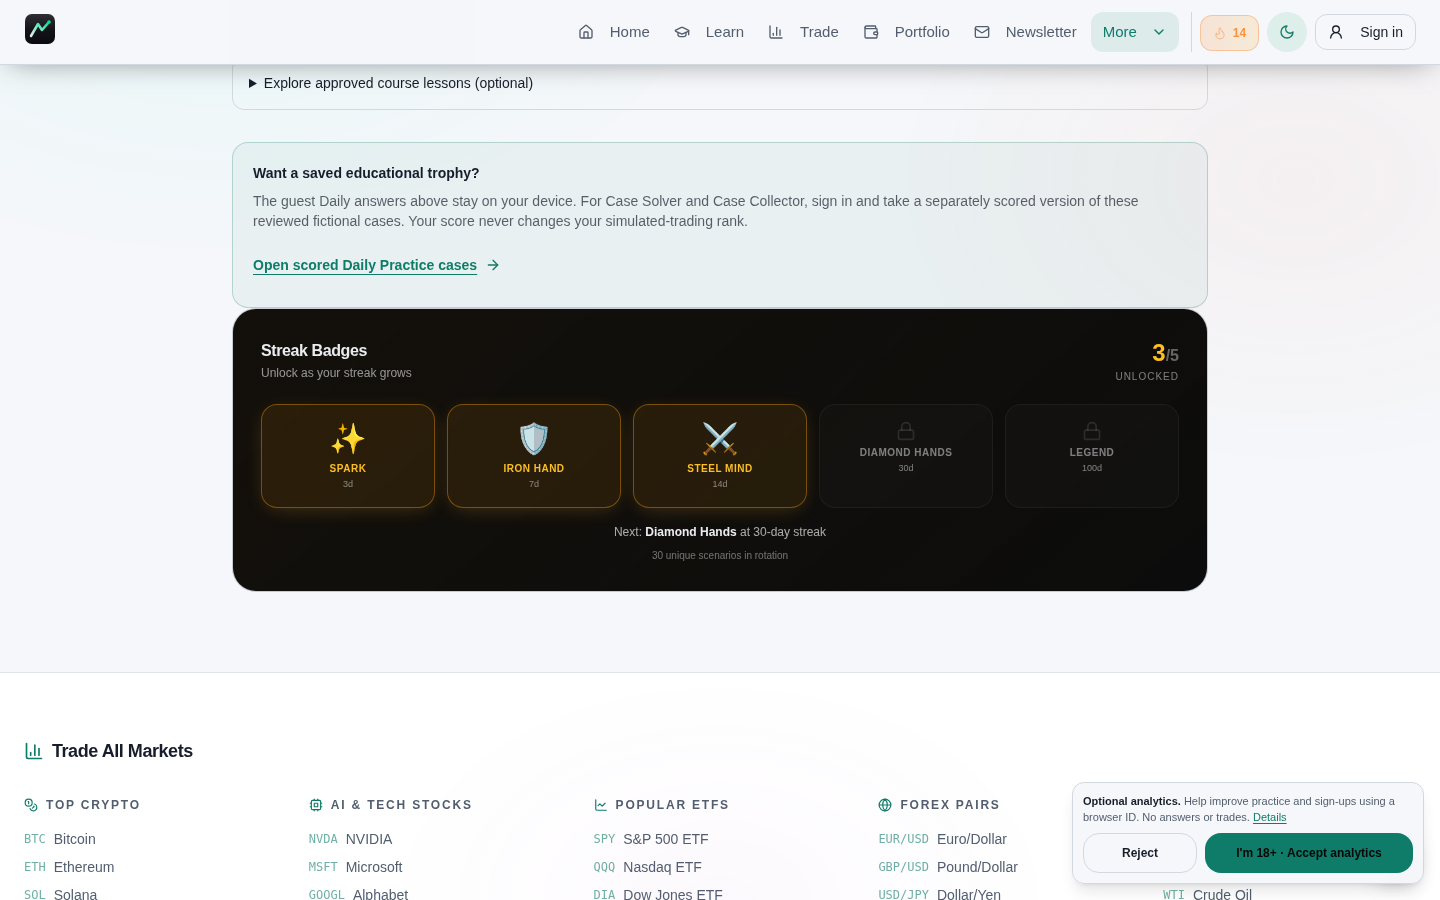 Home
Learn
Trade
Portfolio
Newsletter
More
14
Sign in
Explore approved course lessons (optional)
Want a saved educational trophy?
The guest Daily answers above stay on your device. For Case Solver and Case Collector, sign in and take a separately scored version of these
reviewed fictional cases. Your score never changes your simulated-trading rank.
Open scored Daily Practice cases
Streak Badges
Unlock as your streak grows
3/5
UNLOCKED
SPARK
3d
IRON HAND
7d
STEEL MIND
14d
DIAMOND HANDS
30d
LEGEND
100d
Next: Diamond Hands at 30-day streak
30 unique scenarios in rotation
Trade All Markets
TOP CRYPTO
BTC Bitcoin
ETH Ethereum
SOL Solana
AI & TECH STOCKS
NVDA NVIDIA
MSFT Microsoft
GOOGL Alphabet
POPULAR ETFS
SPY S&P 500 ETF
QQQ Nasdaq ETF
DIA Dow Jones ETF
FOREX PAIRS
EUR/USD Euro/Dollar
GBP/USD Pound/Dollar
USD/JPY Dollar/Yen
WTI Crude Oil
Optional analytics. Help improve practice and sign-ups using a
browser ID. No answers or trades. Details
Reject
I'm 18+ · Accept analytics